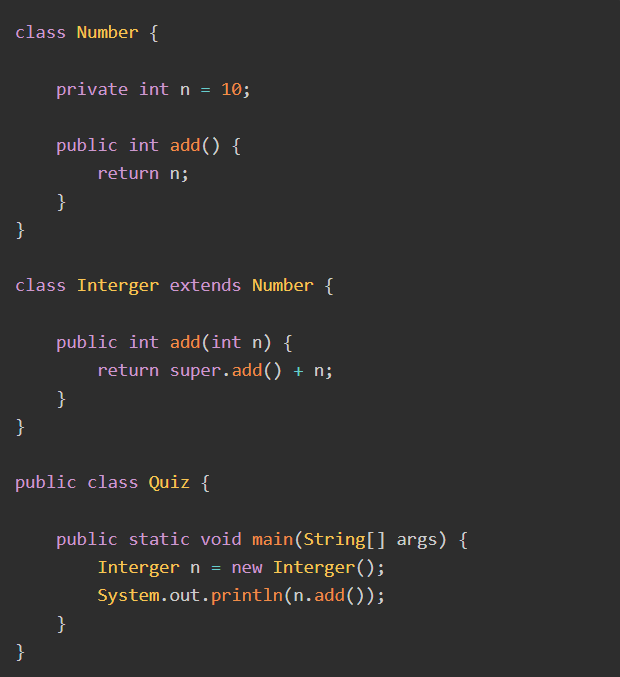 class Number {
    private int n = 10;
    public int add() {
        return n;
    }
}
class Interger extends Number {
    public int add(int n) {
        return super.add() + n;
    }
}
public class Quiz {
    public static void main(String[] args) {
        Interger n = new Interger();
        System.out.println(n.add());
    }
}